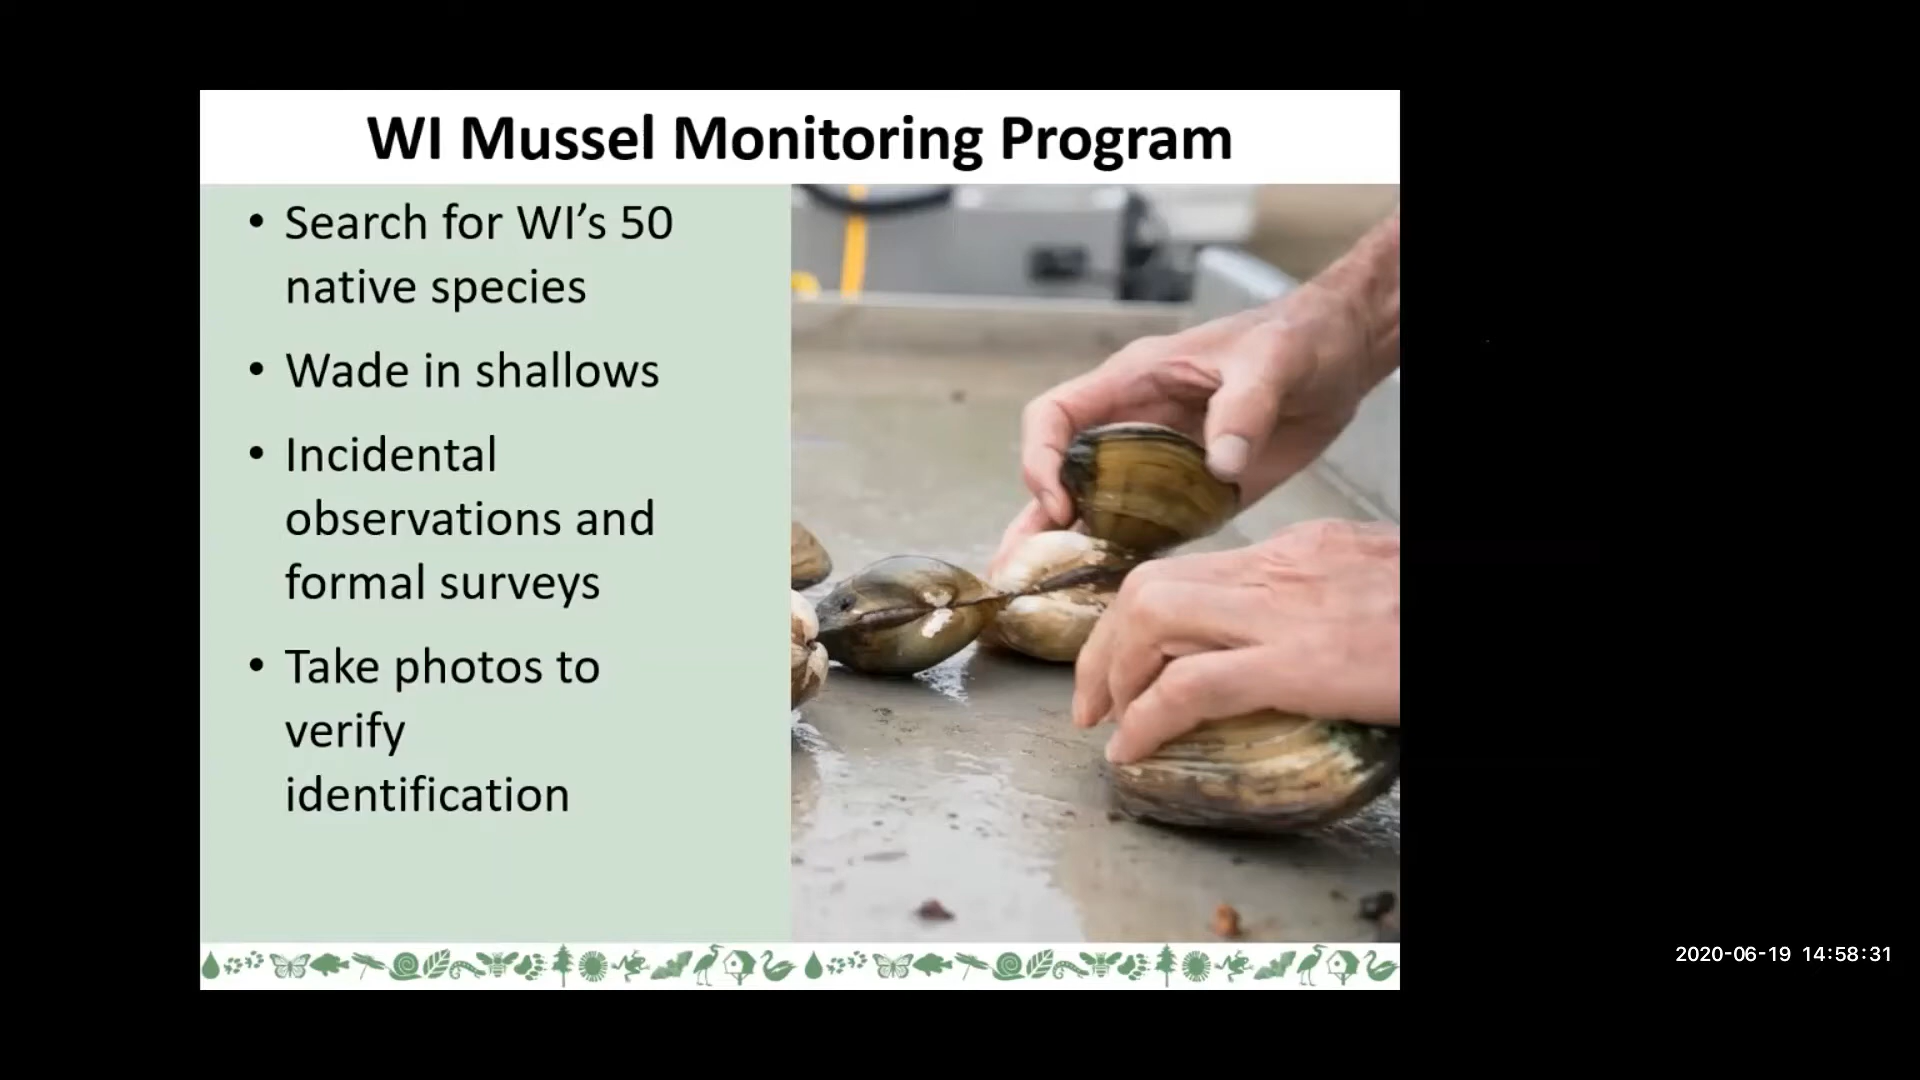 WI Mussel Monitoring Program
• Search for WI’s 50
native species
• Wade in shallows
• Incidental
observations and
formal surveys
• Take photos to
verify
identification
2020-06-19 14:58:31